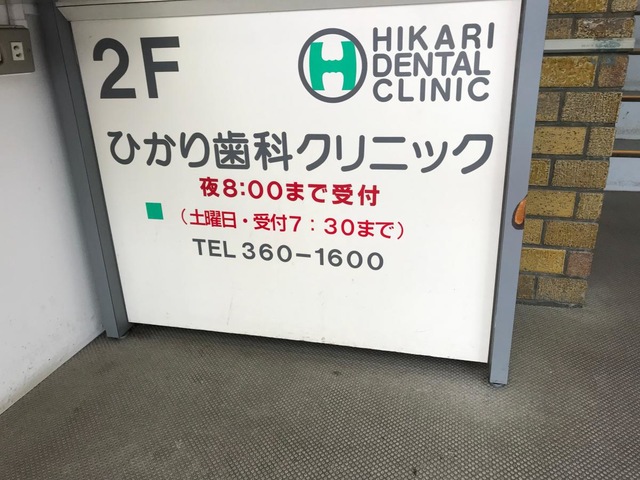 2F
HIKARI
DENTAL
CLINIC
ひかり歯科クリニック
夜8:00まで受付
(土曜日・受付7:30まで)
TEL 360-1600